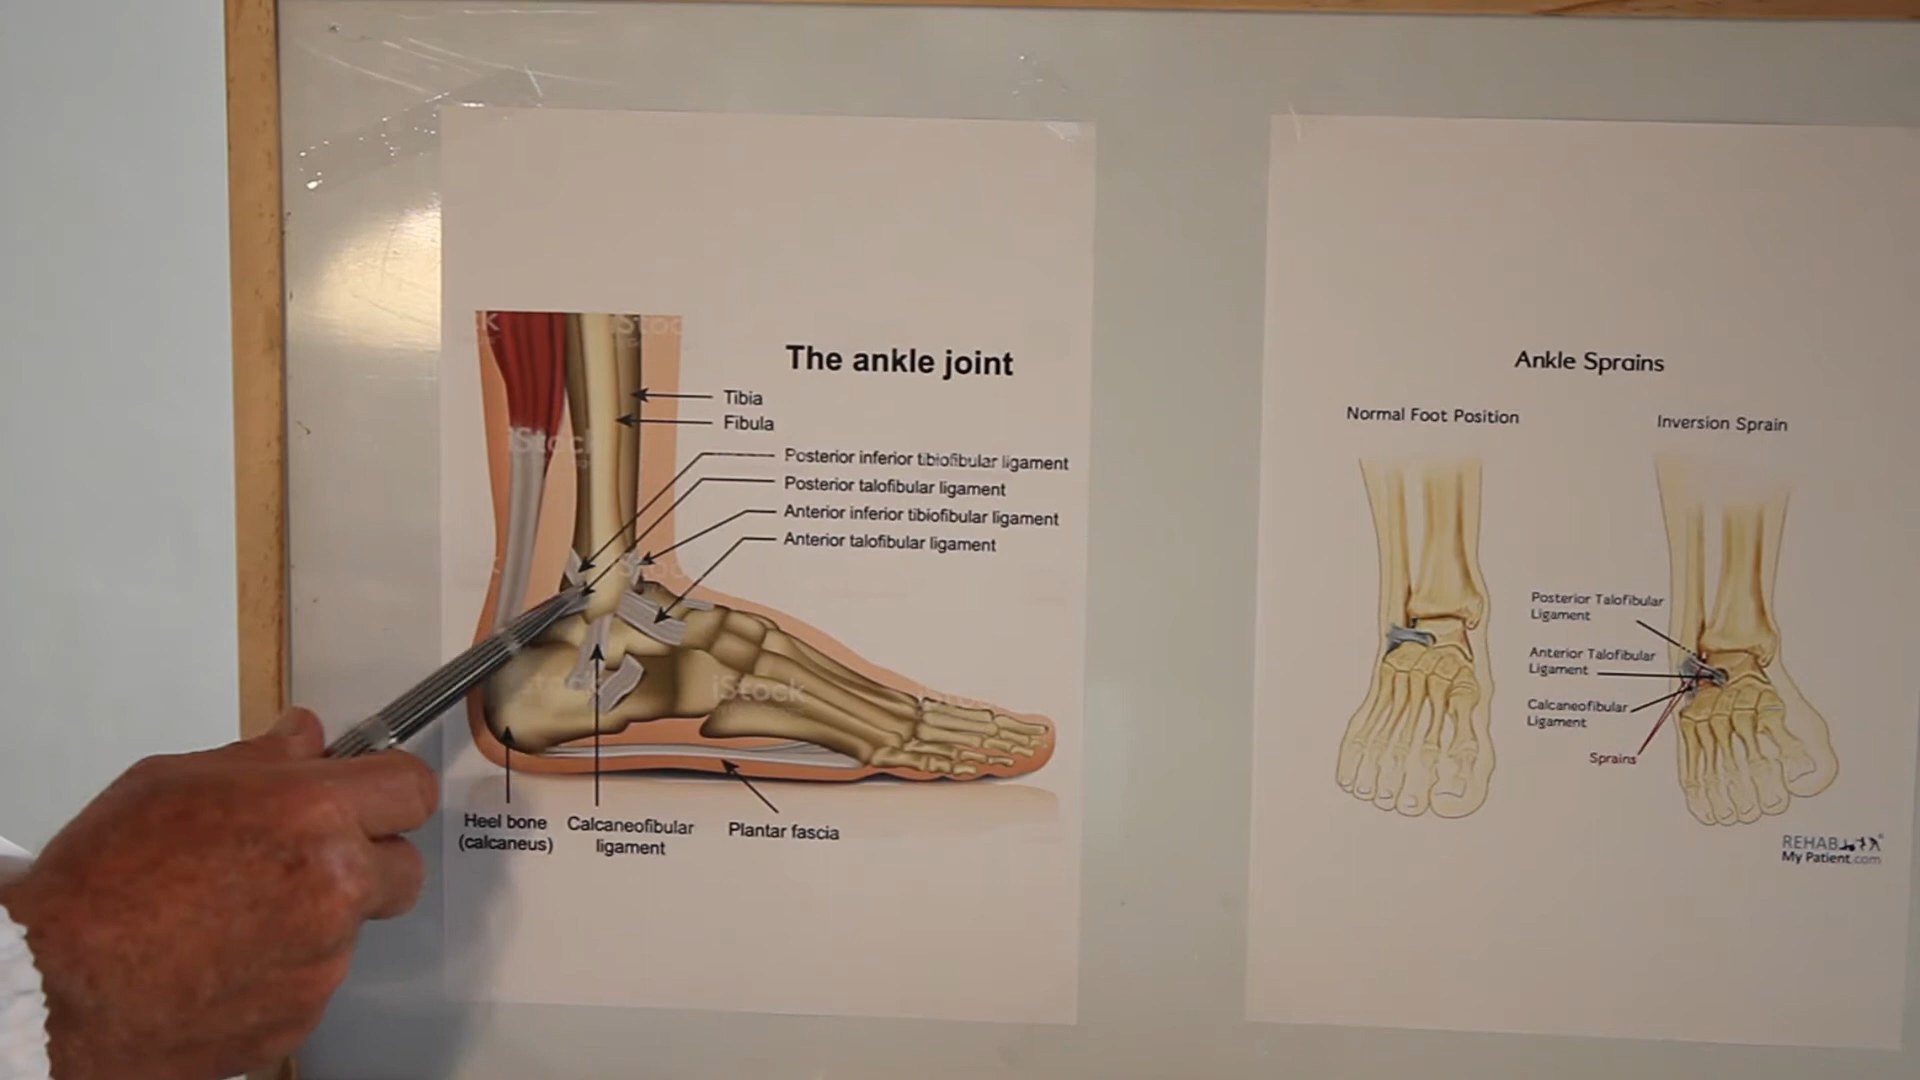 The ankle joint
Tibia
Fibula
Posterior inferior tibiofibular ligament
Posterior talofibular ligament
Anterior inferior tibiofibular ligament
Anterior talofibular ligament
Heel bone
(calcaneus)
Calcaneofibular
ligament
Plantar fascia
iStock
iStock
Ankle Sprains
Normal Foot Position
Inversion Sprain
Posterior Talofibular
Ligament
Anterior Talofibular
Ligament
Calcaneofibular
Ligament
Sprains
REHAB
My Patient.com